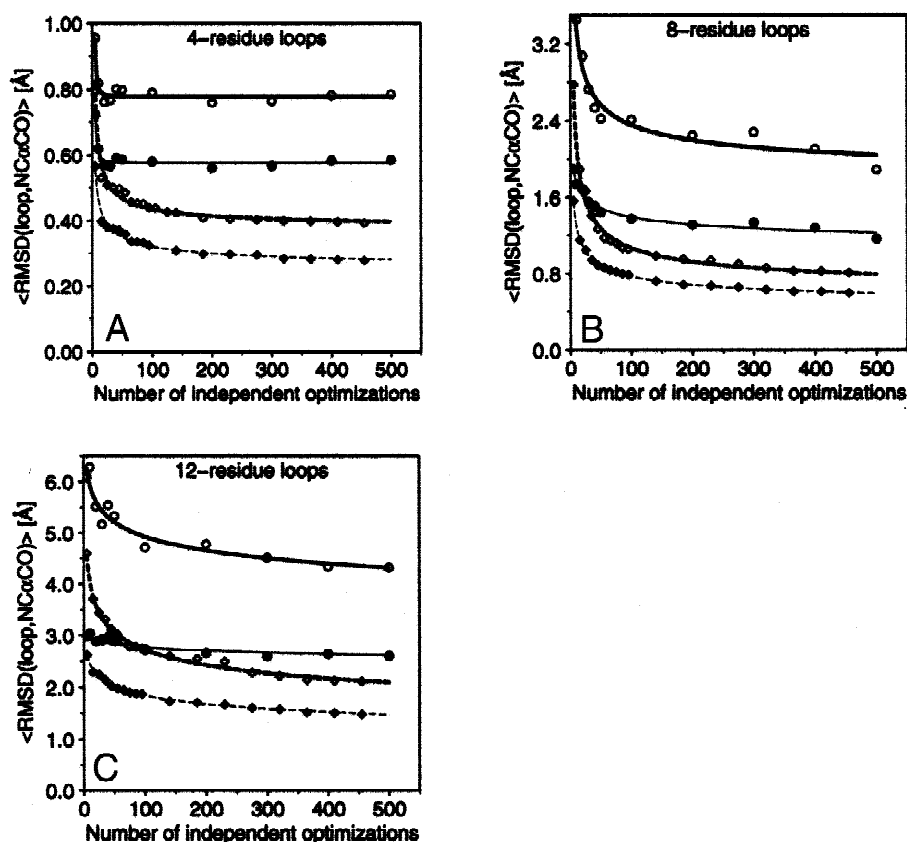 4-residue loops
<RMSD(loop,NCαCO)> [Å]
1.00
0.80
0.60
0.40
0.20
0.00
A
0 100 200 300 400 500
Number of independent optimizations
8-residue loops
<RMSD(loop,NCαCO)> [Å]
3.2
2.4
1.6
0.8
0.0
B
0 100 200 300 400 500
Number of independent optimizations
12-residue loops
<RMSD(loop,NCαCO)> [Å]
6.0
5.0
4.0
3.0
2.0
1.0
0.0
C
0 100 200 300 400 500
Number of independent optimizations